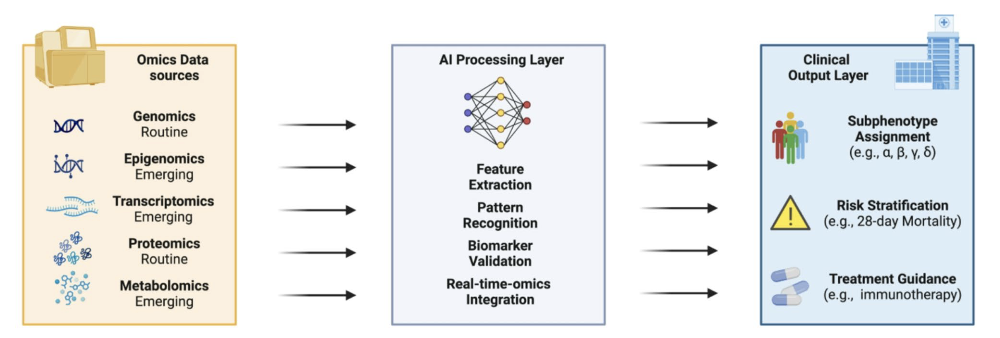 Omics Data
sources
Genomics
Routine
Epigenomics
Emerging
Transcriptomics
Emerging
Proteomics
Routine
Metabolomics
Emerging
AI Processing Layer
Feature
Extraction
Pattern
Recognition
Biomarker
Validation
Real-time-omics
Integration
Clinical
Output Layer
Subphenotype
Assignment
(e.g., α, β, γ, δ)
Risk Stratification
(e.g., 28-day Mortality)
Treatment Guidance
(e.g., immunotherapy)